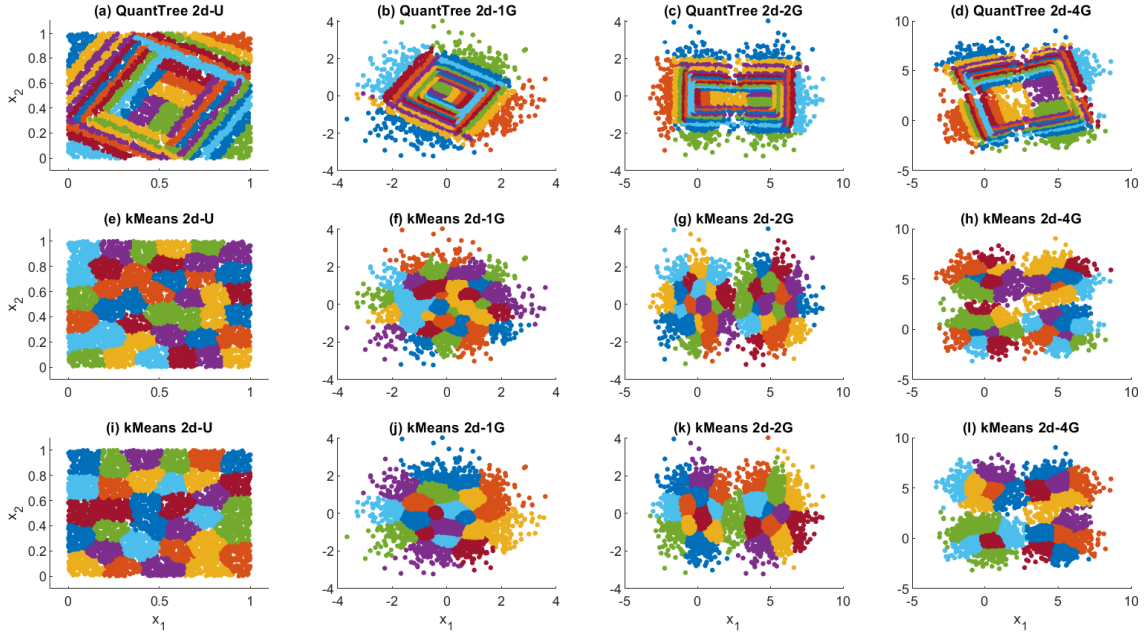 (a) QuantTree 2d-U
(b) QuantTree 2d-1G
(c) QuantTree 2d-2G
(d) QuantTree 2d-4G
x2
1
0.8
0.6
0.4
0.2
0
0 0.5 1
4
2
0
-2
-4
-4 -2 0 2 4
4
2
0
-2
-4
-5 0 5 10
10
5
0
-5
-5 0 5 10
(e) kMeans 2d-U
(f) kMeans 2d-1G
(g) kMeans 2d-2G
(h) kMeans 2d-4G
x2
1
0.8
0.6
0.4
0.2
0
0 0.5 1
4
2
0
-2
-4
-4 -2 0 2 4
4
2
0
-2
-4
-5 0 5 10
10
5
0
-5
-5 0 5 10
(i) kMeans 2d-U
(j) kMeans 2d-1G
(k) kMeans 2d-2G
(l) kMeans 2d-4G
x2
1
0.8
0.6
0.4
0.2
0
0 0.5 1
x1
4
2
0
-2
-4
-4 -2 0 2 4
x1
4
2
0
-2
-4
-5 0 5 10
x1
10
5
0
-5
-5 0 5 10
x1